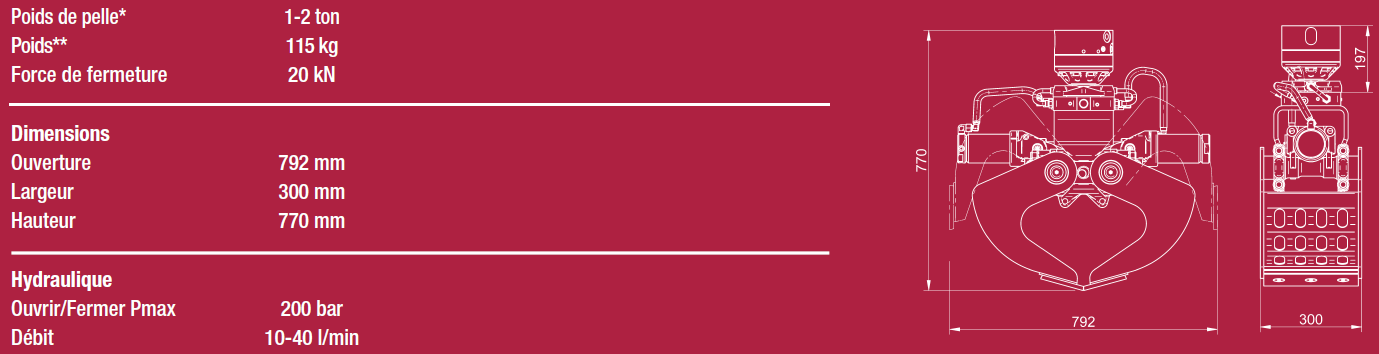 Poids de pelle* 1-2 ton
Poids** 115 kg
Force de fermeture 20 kN
Dimensions
Ouverture 792 mm
Largeur 300 mm
Hauteur 770 mm
Hydraulique
Ouvrir/Fermer Pmax 200 bar
Débit 10-40 l/min
770
792
197
300